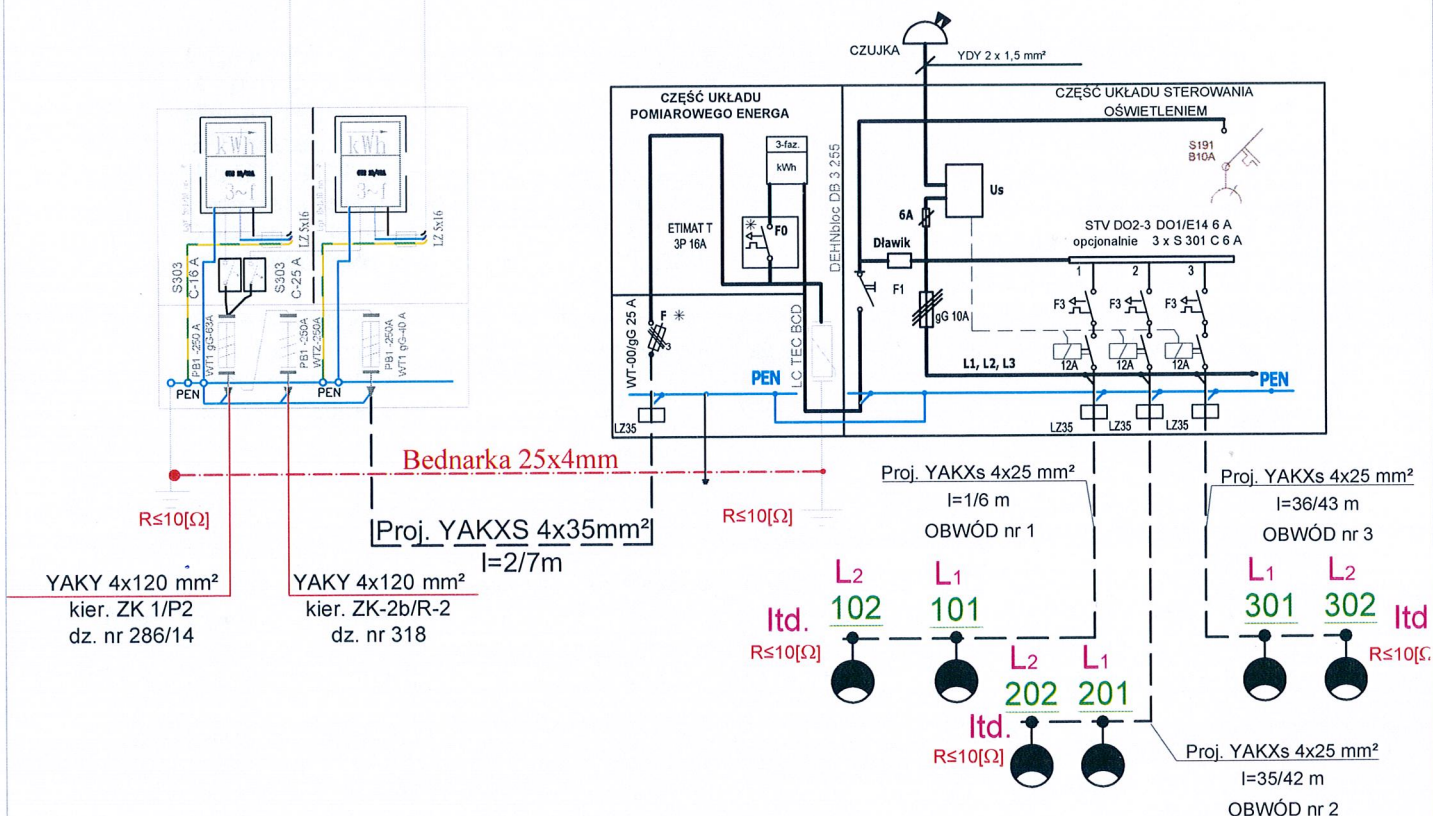 CZUJKA
YDY 2 x 1,5 mm²
CZĘŚĆ UKŁADU
POMIAROWEGO ENERGA
CZĘŚĆ UKŁADU STEROWANIA
OŚWIETLENIEM
3-faz.
kWh
ETIMAT T
3P 16A
F0
DEHNbloc DB 3 255
Us
6A
S191
B10A
STV DO2-3 DO1/E14 6 A
opcjonalnie 3 x S 301 C 6 A
Dławik
F1
gG 10A
1
2
3
F3
F3
F3
12A
12A
12A
L1, L2, L3
PEN
PEN
WT-00/gG 25 A
F
3
LC TEC BCD
LZ35
LZ35
LZ35
LZ35
kWh
3~f
kWh
3~f
LZ 5x16
LZ 5x16
S303
C-16 A
S303
C-25 A
PB1 -250 A
WT1 gG-63A
PB1 -250A
WTZ-250A
PB1 -250A
WT1 gG-40 A
PEN
PEN
Bednarka 25x4mm
R≤10[Ω]
R≤10[Ω]
Proj. YAKXS 4x35mm²
l=2/7m
YAKY 4x120 mm²
kier. ZK 1/P2
dz. nr 286/14
YAKY 4x120 mm²
kier. ZK-2b/R-2
dz. nr 318
Proj. YAKXs 4x25 mm²
l=1/6 m
OBWÓD nr 1
Proj. YAKXs 4x25 mm²
l=36/43 m
OBWÓD nr 3
Itd.
R≤10[Ω]
L2
102
L1
101
L1
301
L2
302
Itd
R≤10[Ω
Itd.
R≤10[Ω]
L2
202
L1
201
Proj. YAKXs 4x25 mm²
l=35/42 m
OBWÓD nr 2